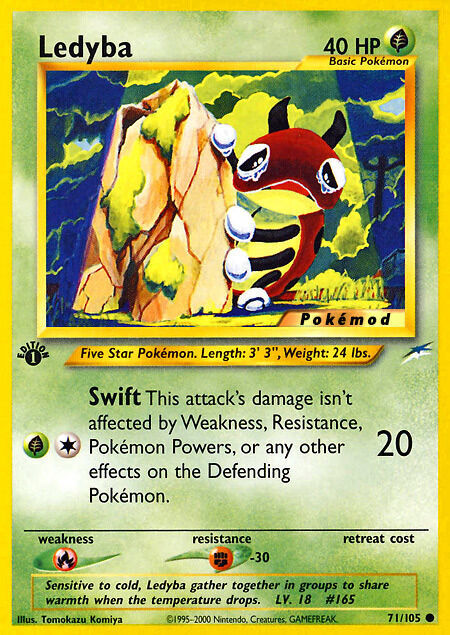 Ledyba
40 HP
Basic Pokémon
Pokémod
EDITION
1
Five Star Pokémon. Length: 3' 3", Weight: 24 lbs.
Swift This attack's damage isn't
affected by Weakness, Resistance,
Pokémon Powers, or any other
effects on the Defending
Pokémon.
20
weakness
resistance
retreat cost
-30
Sensitive to cold, Ledyba gather together in groups to share
warmth when the temperature drops. LV. 18 #165
Illus. Tomokazu Komiya
©1995-2000 Nintendo, Creatures, GAMEFREAK.
71/105